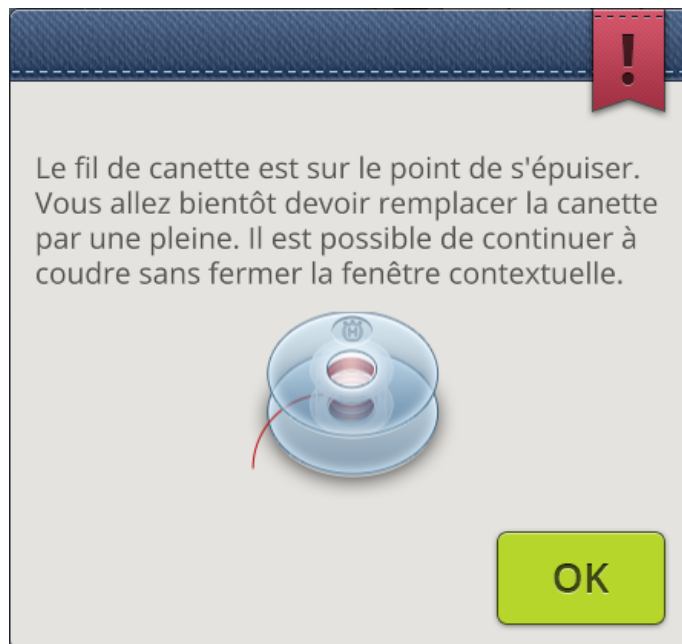 !
Le fil de canette est sur le point de s'épuiser.
Vous allez bientôt devoir remplacer la canette
par une pleine. Il est possible de continuer à
coudre sans fermer la fenêtre contextuelle.
H
OK